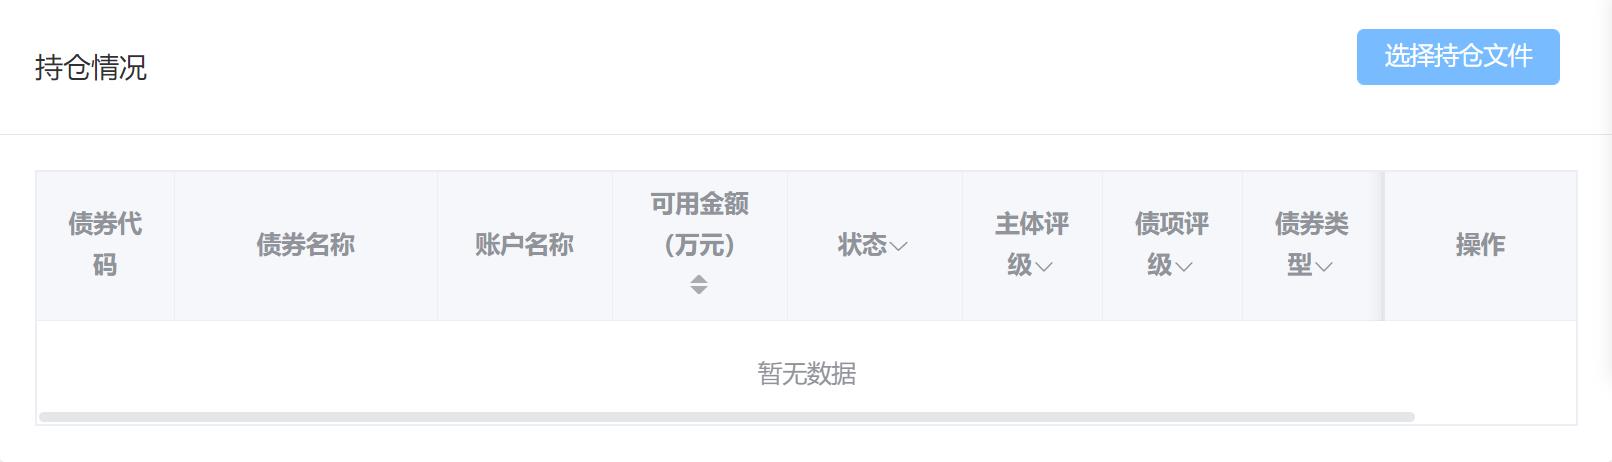 持仓情况
选择持仓文件
债券代
码
债券名称
账户名称
可用金额
（万元）
状态
主体评
级
债项评
级
债券类
型
操作
暂无数据